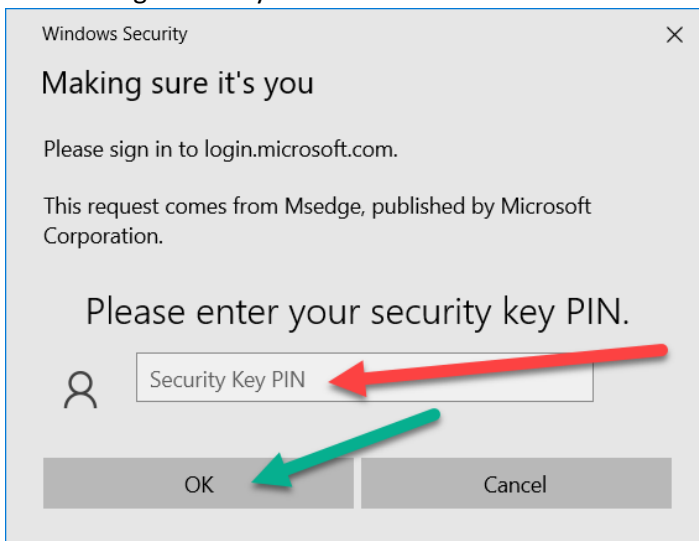 Windows Security
Making sure it's you
Please sign in to login.microsoft.com.
This request comes from Msedge, published by Microsoft
Corporation.
Please enter your security key PIN.
Security Key PIN
OK
Cancel